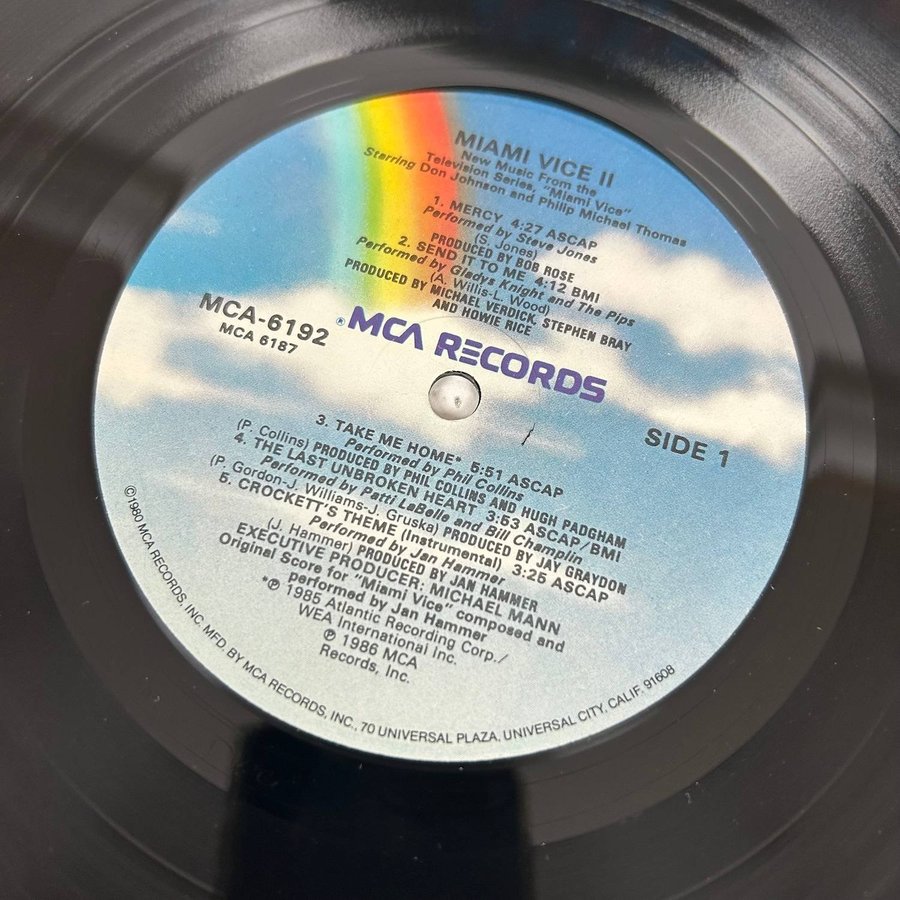 MIAMI VICE II
New Music From the
Television Series, "Miami Vice"
Starring Don Johnson and Philip Michael Thomas
1. MERCY 4:27 ASCAP
Performed by Steve Jones
(S. Jones)
PRODUCED BY BOB ROSE
2. SEND IT TO ME 4:12 BMI
Performed by Gladys Knight and The Pips
(A. Willis-L. Wood)
PRODUCED BY MICHAEL VERDICK, STEPHEN BRAY
AND HOWIE RICE
MCA-6192
MCA 6187
® MCA RECORDS
SIDE 1
3. TAKE ME HOME* 5:51 ASCAP
Performed by Phil Collins
(P. Collins) PRODUCED BY PHIL COLLINS AND HUGH PADGHAM
4. THE LAST UNBROKEN HEART 3:53 ASCAP/BMI
Performed by Patti LaBelle and Bill Champlin
(P. Gordon-J. Williams-J. Gruska) PRODUCED BY JAY GRAYDON
5. CROCKETT'S THEME (Instrumental) 3:25 ASCAP
Performed by Jan Hammer
(J. Hammer) PRODUCED BY JAN HAMMER
EXECUTIVE PRODUCER: MICHAEL MANN
Original Score for "Miami Vice" composed and
performed by Jan Hammer
*℗ 1985 Atlantic Recording Corp./
WEA International Inc.
℗ 1986 MCA
Records, Inc.
©1980 MCA RECORDS, INC. MFD. BY MCA RECORDS, INC., 70 UNIVERSAL PLAZA, UNIVERSAL CITY, CALIF. 91608